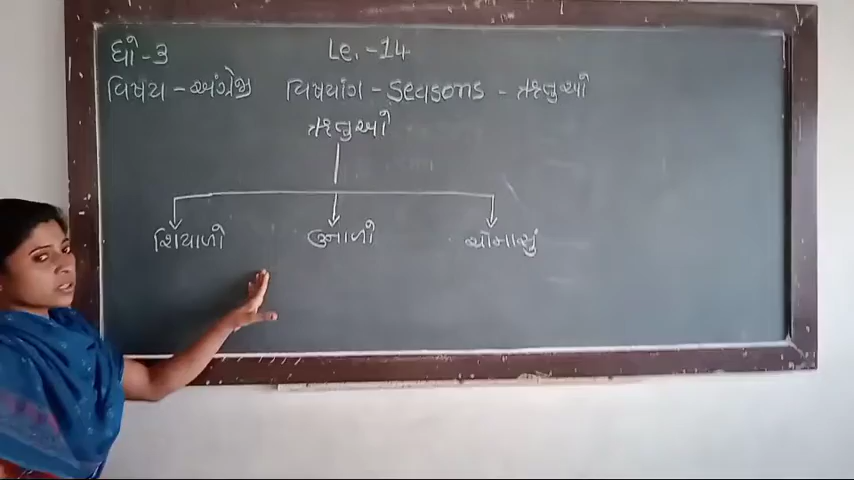 ધો-3 Le.-14
વિષય - અંગ્રેજી વિષયાંગ - Seasons - ઋતુઓ
ઋતુઓ
શિયાળો ઉનાળો ચોમાસું